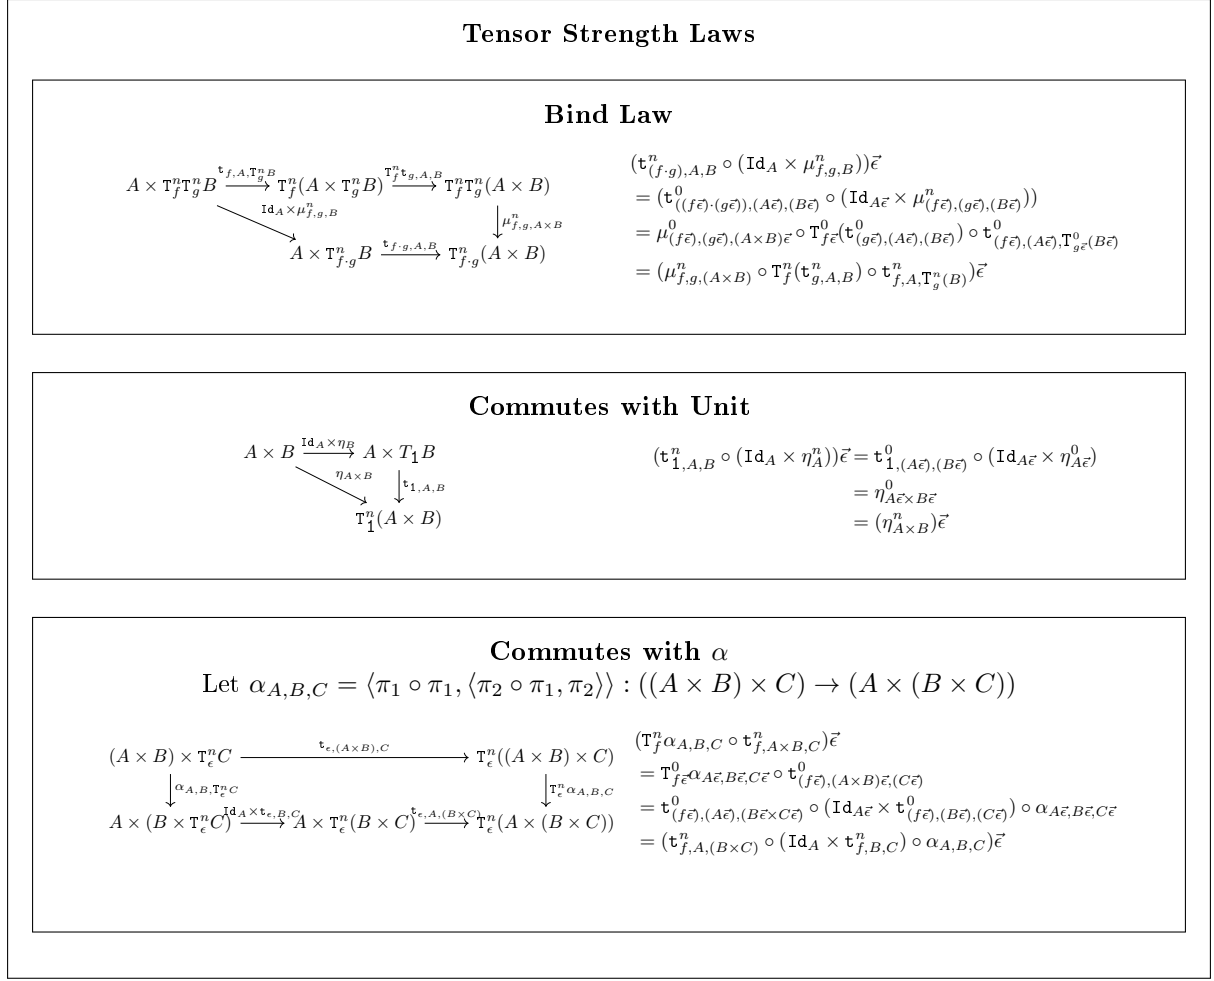 Tensor Strength Laws
Bind Law
A × T^n_f T^n_g B
t_{f,A,T^n_g B}
T^n_f(A × T^n_g B)
T^n_f t_{g,A,B}
T^n_f T^n_g(A × B)
Id_A×μ^n_{f,g,B}
μ^n_{f,g,A×B}
A × T^n_{f·g} B
t_{f·g,A,B}
T^n_{f·g}(A × B)
(t^n_{(f·g),A,B} ∘ (Id_A × μ^n_{f,g,B}))ϵ⃗
= (t^0_{((fϵ⃗)·(gϵ⃗)),(Aϵ⃗),(Bϵ⃗)} ∘ (Id_{Aϵ⃗} × μ^n_{(fϵ⃗),(gϵ⃗),(Bϵ⃗)}))
= μ^0_{(fϵ⃗),(gϵ⃗),(A×B)ϵ⃗} ∘ T^0_{fϵ⃗}(t^0_{(gϵ⃗),(Aϵ⃗),(Bϵ⃗)}) ∘ t^0_{(fϵ⃗),(Aϵ⃗),T^0_{gϵ⃗}(Bϵ⃗)}
= (μ^n_{f,g,(A×B)} ∘ T^n_f(t^n_{g,A,B}) ∘ t^n_{f,A,T^n_g(B)})ϵ⃗
Commutes with Unit
A × B
Id_A×η_B
A × T_1 B
η_{A×B}
t_{1,A,B}
T^n_1(A × B)
(t^n_{1,A,B} ∘ (Id_A × η^n_A))ϵ⃗ = t^0_{1,(Aϵ⃗),(Bϵ⃗)} ∘ (Id_{Aϵ⃗} × η^0_{Aϵ⃗})
= η^0_{Aϵ⃗×Bϵ⃗}
= (η^n_{A×B})ϵ⃗
Commutes with α
Let α_{A,B,C} = ⟨π_1 ∘ π_1, ⟨π_2 ∘ π_1, π_2⟩⟩ : ((A × B) × C) → (A × (B × C))
(A × B) × T^n_ϵ C
t_{ϵ,(A×B),C}
T^n_ϵ((A × B) × C)
α_{A,B,T^n_ϵ C}
T^n_ϵ α_{A,B,C}
A × (B × T^n_ϵ C)
Id_A×t_{ϵ,B,C}
A × T^n_ϵ(B × C)
t_{ϵ,A,(B×C)}
T^n_ϵ(A × (B × C))
(T^n_f α_{A,B,C} ∘ t^n_{f,A×B,C})ϵ⃗
= T^0_{fϵ⃗} α_{Aϵ⃗,Bϵ⃗,Cϵ⃗} ∘ t^0_{(fϵ⃗),(A×B)ϵ⃗,(Cϵ⃗)}
= t^0_{(fϵ⃗),(Aϵ⃗),(Bϵ⃗×Cϵ⃗)} ∘ (Id_{Aϵ⃗} × t^0_{(fϵ⃗),(Bϵ⃗),(Cϵ⃗)}) ∘ α_{Aϵ⃗,Bϵ⃗,Cϵ⃗}
= (t^n_{f,A,(B×C)} ∘ (Id_A × t^n_{f,B,C}) ∘ α_{A,B,C})ϵ⃗